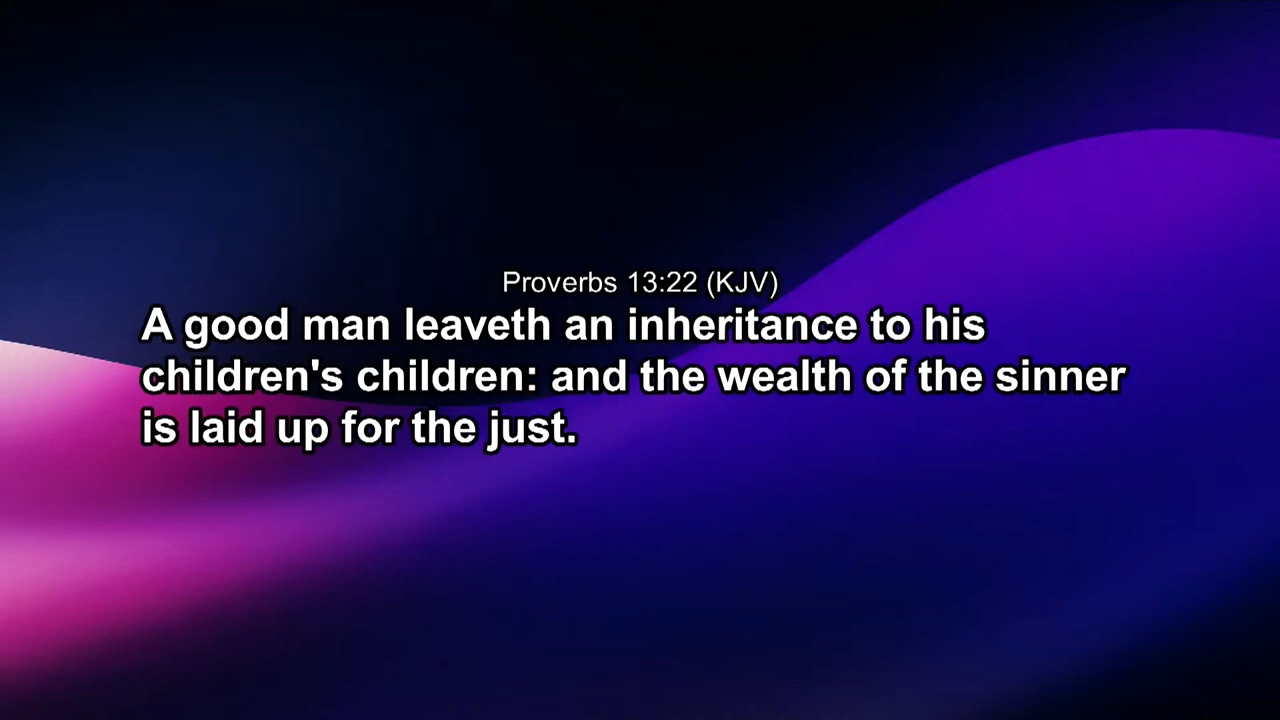 Proverbs 13:22 (KJV)
A good man leaveth an inheritance to his
children's children: and the wealth of the sinner
is laid up for the just.